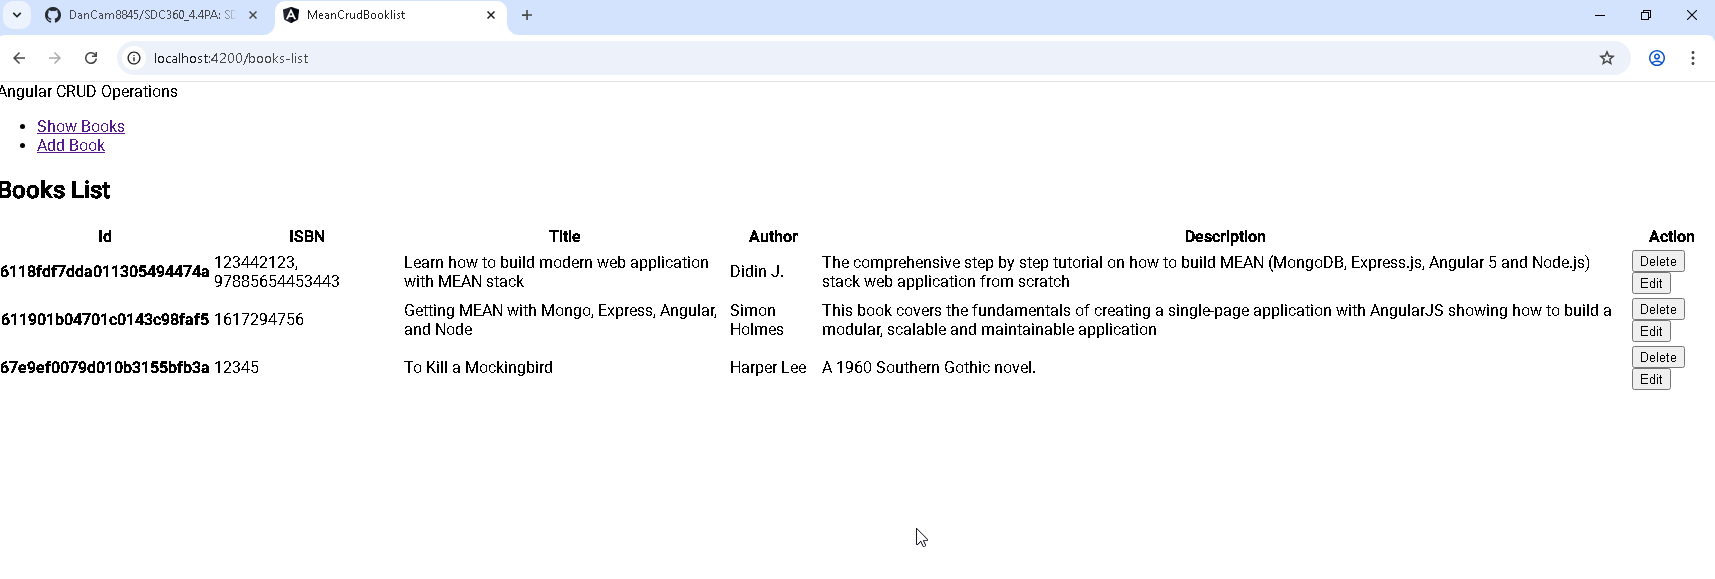 DanCam8845/SDC360_4.4PA: SD
MeanCrudBooklist
localhost:4200/books-list
Angular CRUD Operations
Show Books
Add Book
Books List
Id ISBN Title Author Description Action
6118fdf7dda011305494474a 123442123, 97885654453443 Learn how to build modern web application with MEAN stack Didin J. The comprehensive step by step tutorial on how to build MEAN (MongoDB, Express.js, Angular 5 and Node.js) stack web application from scratch Delete Edit
611901b04701c0143c98faf5 1617294756 Getting MEAN with Mongo, Express, Angular, and Node Simon Holmes This book covers the fundamentals of creating a single-page application with AngularJS showing how to build a modular, scalable and maintainable application Delete Edit
67e9ef0079d010b3155bfb3a 12345 To Kill a Mockingbird Harper Lee A 1960 Southern Gothic novel. Delete Edit